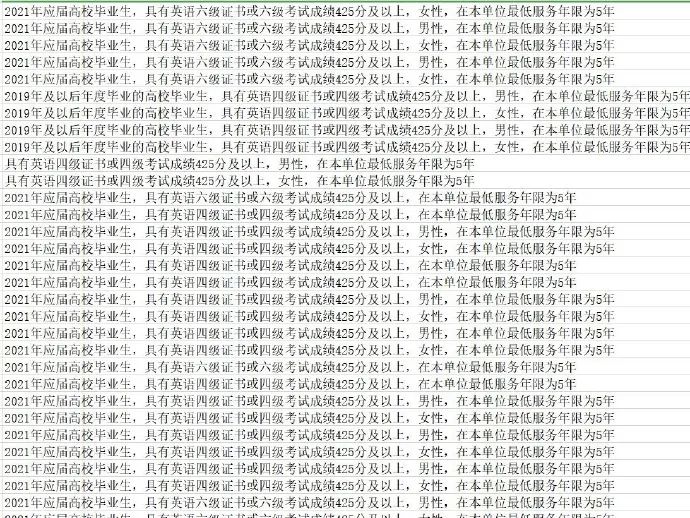 2021年应届高校毕业生，具有英语六级证书或六级考试成绩425分及以上，女性，在本单位最低服务年限为5年
2021年应届高校毕业生，具有英语六级证书或六级考试成绩425分及以上，男性，在本单位最低服务年限为5年
2021年应届高校毕业生，具有英语六级证书或六级考试成绩425分及以上，女性，在本单位最低服务年限为5年
2021年应届高校毕业生，具有英语六级证书或六级考试成绩425分及以上，男性，在本单位最低服务年限为5年
2021年应届高校毕业生，具有英语六级证书或六级考试成绩425分及以上，女性，在本单位最低服务年限为5年
2019年及以后年度毕业的高校毕业生，具有英语四级证书或四级考试成绩425分及以上，男性，在本单位最低服务年限为5年
2019年及以后年度毕业的高校毕业生，具有英语四级证书或四级考试成绩425分及以上，女性，在本单位最低服务年限为5年
2019年及以后年度毕业的高校毕业生，具有英语四级证书或四级考试成绩425分及以上，男性，在本单位最低服务年限为5年
2019年及以后年度毕业的高校毕业生，具有英语四级证书或四级考试成绩425分及以上，女性，在本单位最低服务年限为5年
具有英语四级证书或四级考试成绩425分及以上，男性，在本单位最低服务年限为5年
具有英语四级证书或四级考试成绩425分及以上，女性，在本单位最低服务年限为5年
2021年应届高校毕业生，具有英语六级证书或六级考试成绩425分及以上，在本单位最低服务年限为5年
2021年应届高校毕业生，具有英语四级证书或四级考试成绩425分及以上，在本单位最低服务年限为5年
2021年应届高校毕业生，具有英语四级证书或四级考试成绩425分及以上，男性，在本单位最低服务年限为5年
2021年应届高校毕业生，具有英语四级证书或四级考试成绩425分及以上，女性，在本单位最低服务年限为5年
2021年应届高校毕业生，具有英语四级证书或四级考试成绩425分及以上，在本单位最低服务年限为5年
2021年应届高校毕业生，具有英语四级证书或四级考试成绩425分及以上，在本单位最低服务年限为5年
2021年应届高校毕业生，具有英语四级证书或四级考试成绩425分及以上，男性，在本单位最低服务年限为5年
2021年应届高校毕业生，具有英语四级证书或四级考试成绩425分及以上，女性，在本单位最低服务年限为5年
2021年应届高校毕业生，具有英语四级证书或四级考试成绩425分及以上，男性，在本单位最低服务年限为5年
2021年应届高校毕业生，具有英语四级证书或四级考试成绩425分及以上，女性，在本单位最低服务年限为5年
2021年应届高校毕业生，具有英语六级证书或六级考试成绩425分及以上，在本单位最低服务年限为5年
2021年应届高校毕业生，具有英语四级证书或四级考试成绩425分及以上，在本单位最低服务年限为5年
2021年应届高校毕业生，具有英语四级证书或四级考试成绩425分及以上，男性，在本单位最低服务年限为5年
2021年应届高校毕业生，具有英语四级证书或四级考试成绩425分及以上，女性，在本单位最低服务年限为5年
2021年应届高校毕业生，具有英语四级证书或四级考试成绩425分及以上，男性，在本单位最低服务年限为5年
2021年应届高校毕业生，具有英语四级证书或四级考试成绩425分及以上，女性，在本单位最低服务年限为5年
2021年应届高校毕业生，具有英语四级证书或四级考试成绩425分及以上，男性，在本单位最低服务年限为5年
2021年应届高校毕业生，具有英语四级证书或四级考试成绩425分及以上，女性，在本单位最低服务年限为5年
2021年应届高校毕业生，具有英语六级证书或六级考试成绩425分及以上，男性，在本单位最低服务年限为5年
2021年应届高校毕业生，具有英语六级证书或六级考试成绩425分及以上，女性，在本单位最低服务年限为5年